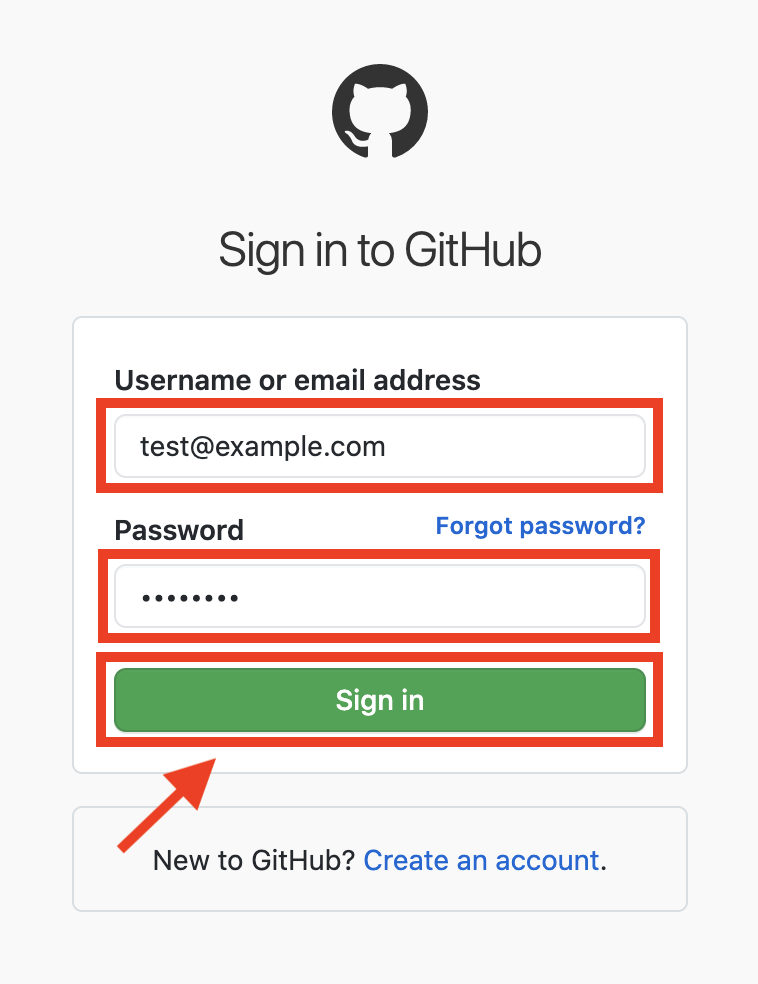 Sign in to GitHub
Username or email address
test@example.com
Password Forgot password?
••••••••
Sign in
New to GitHub? Create an account.